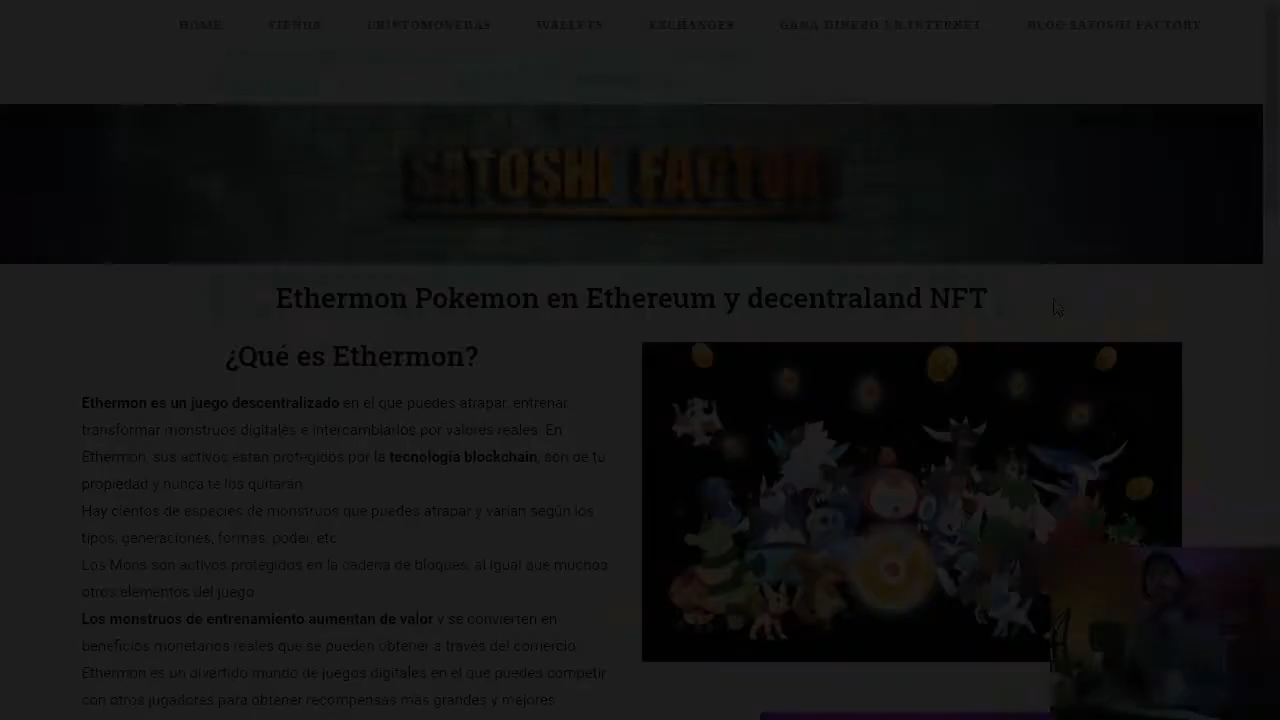 HOME TIENDA CRIPTOMONEDAS WALLETS EXCHANGES GANA DINERO EN INTERNET BLOG SATOSHI FACTORY
SATOSHI FACTORY
Ethermon Pokemon en Ethereum y decentraland NFT
¿Qué es Ethermon?
Ethermon es un juego descentralizado en el que puedes atrapar, entrenar,
transformar monstruos digitales e intercambiarlos por valores reales. En
Ethermon, sus activos están protegidos por la tecnología blockchain, son de tu
propiedad y nunca te los quitarán.
Hay cientos de especies de monstruos que puedes atrapar y varían según los
tipos, generaciones, formas, poder, etc.
Los Mons son activos protegidos en la cadena de bloques, al igual que muchos
otros elementos del juego.
Los monstruos de entrenamiento aumentan de valor y se convierten en
beneficios monetarios reales que se pueden obtener a través del comercio.
Ethermon es un divertido mundo de juegos digitales en el que puedes competir
con otros jugadores para obtener recompensas más grandes y mejores